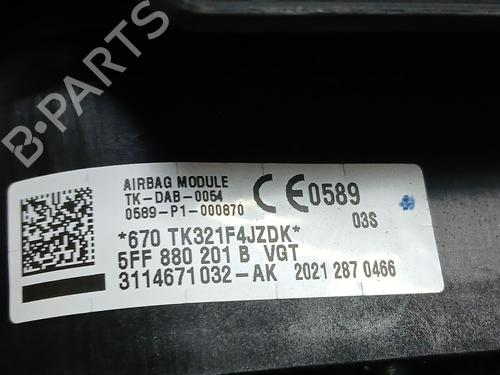 B-PARTS
AIRBAG MODULE
TK-DAB-0054
0589-P1-000870
CE0589
03S
*670 TK321F4JZDK*
5FF 880 201 B VGT
3114671032-AK 2021 287 0466